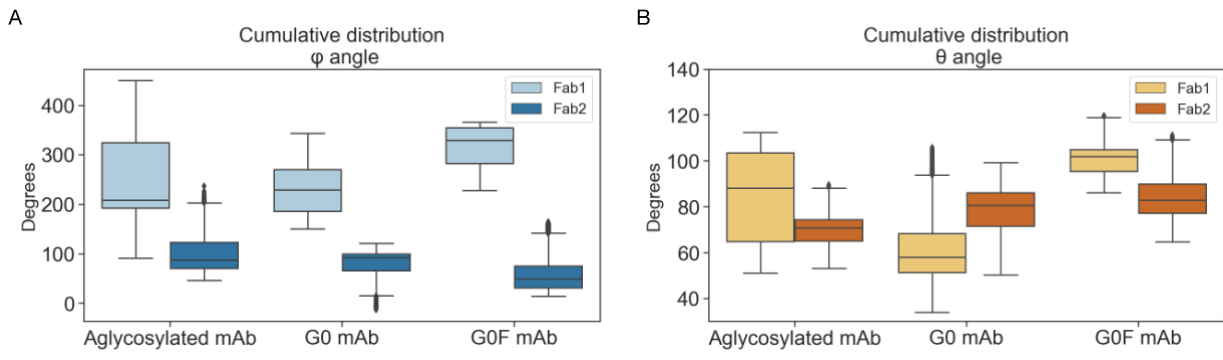 A
Cumulative distribution
φ angle
Degrees
400
300
200
100
0
Fab1
Fab2
Aglycosylated mAb
G0 mAb
G0F mAb
B
Cumulative distribution
θ angle
Degrees
140
120
100
80
60
40
Fab1
Fab2
Aglycosylated mAb
G0 mAb
G0F mAb